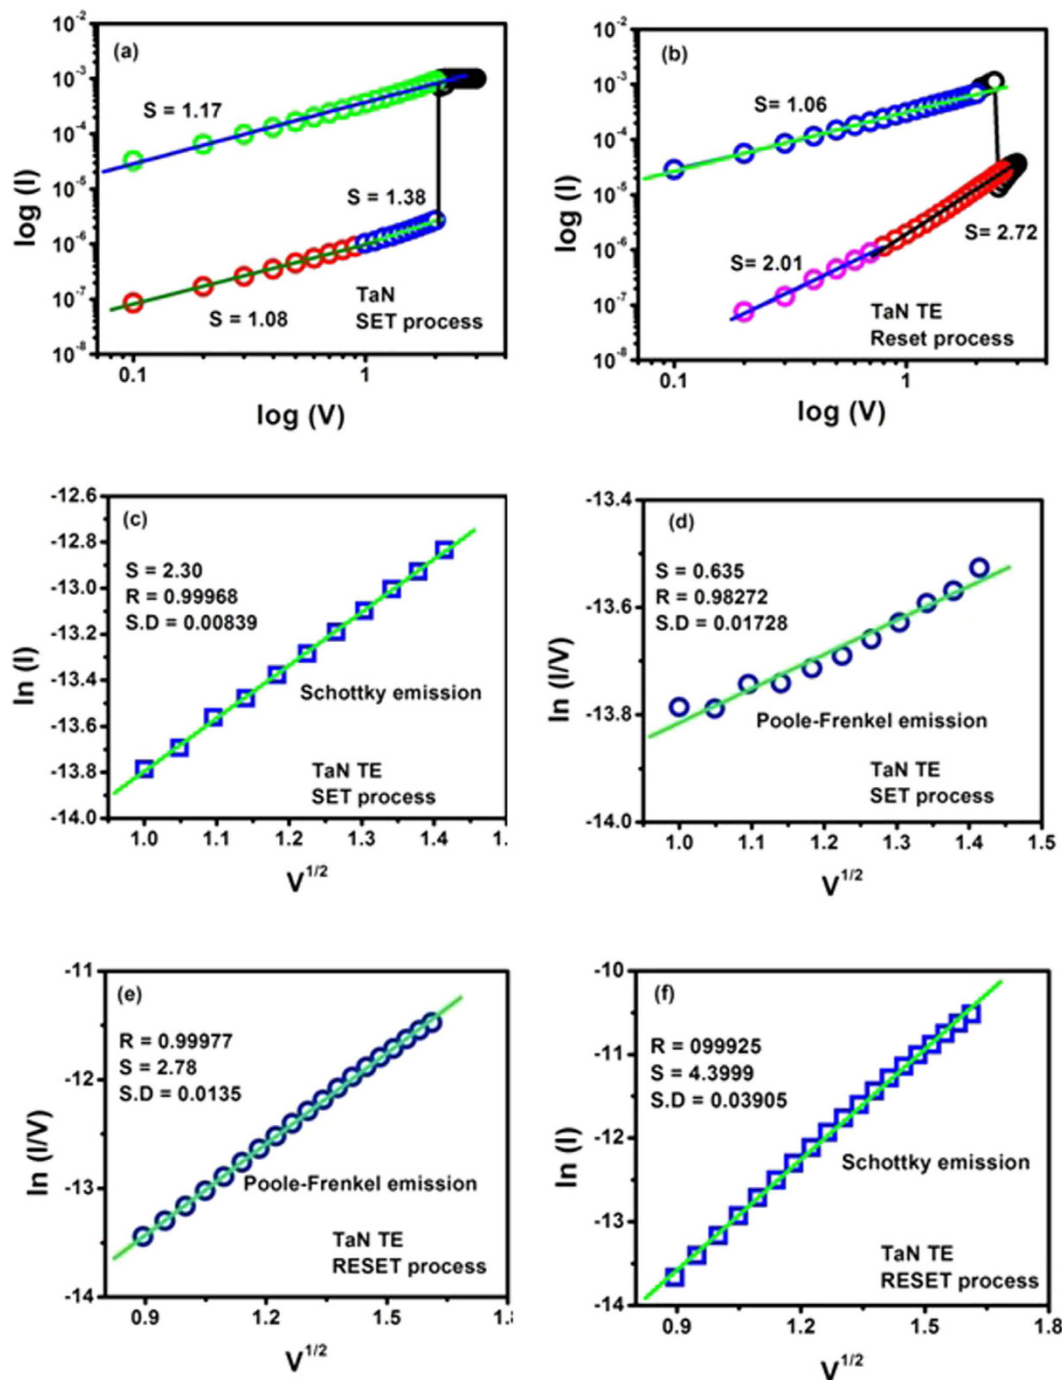 (a)
10⁻²
10⁻³
10⁻⁴
10⁻⁵
10⁻⁶
10⁻⁷
10⁻⁸
log (I)
S = 1.17
S = 1.38
S = 1.08
TaN
SET process
0.1
1
log (V)
(b)
10⁻²
10⁻³
10⁻⁴
10⁻⁵
10⁻⁶
10⁻⁷
10⁻⁸
log (I)
S= 1.06
S= 2.72
S= 2.01
TaN TE
Reset process
0.1
1
log (V)
(c)
-12.6
-12.8
-13.0
-13.2
-13.4
-13.6
-13.8
-14.0
ln (I)
S = 2.30
R = 0.99968
S.D = 0.00839
Schottky emission
TaN TE
SET process
1.0 1.1 1.2 1.3 1.4 1.
V¹/²
(d)
-13.4
-13.6
-13.8
-14.0
ln (I/V)
S = 0.635
R = 0.98272
S.D = 0.01728
Poole-Frenkel emission
TaN TE
SET process
1.0 1.1 1.2 1.3 1.4 1.5
V¹/²
(e)
-11
-12
-13
-14
ln (I/V)
R = 0.99977
S = 2.78
S.D = 0.0135
Poole-Frenkel emission
TaN TE
RESET process
0.9 1.2 1.5 1.8
V¹/²
(f)
-10
-11
-12
-13
-14
ln (I)
R = 099925
S = 4.3999
S.D = 0.03905
Schottky emission
TaN TE
RESET process
0.9 1.2 1.5 1.8
V¹/²